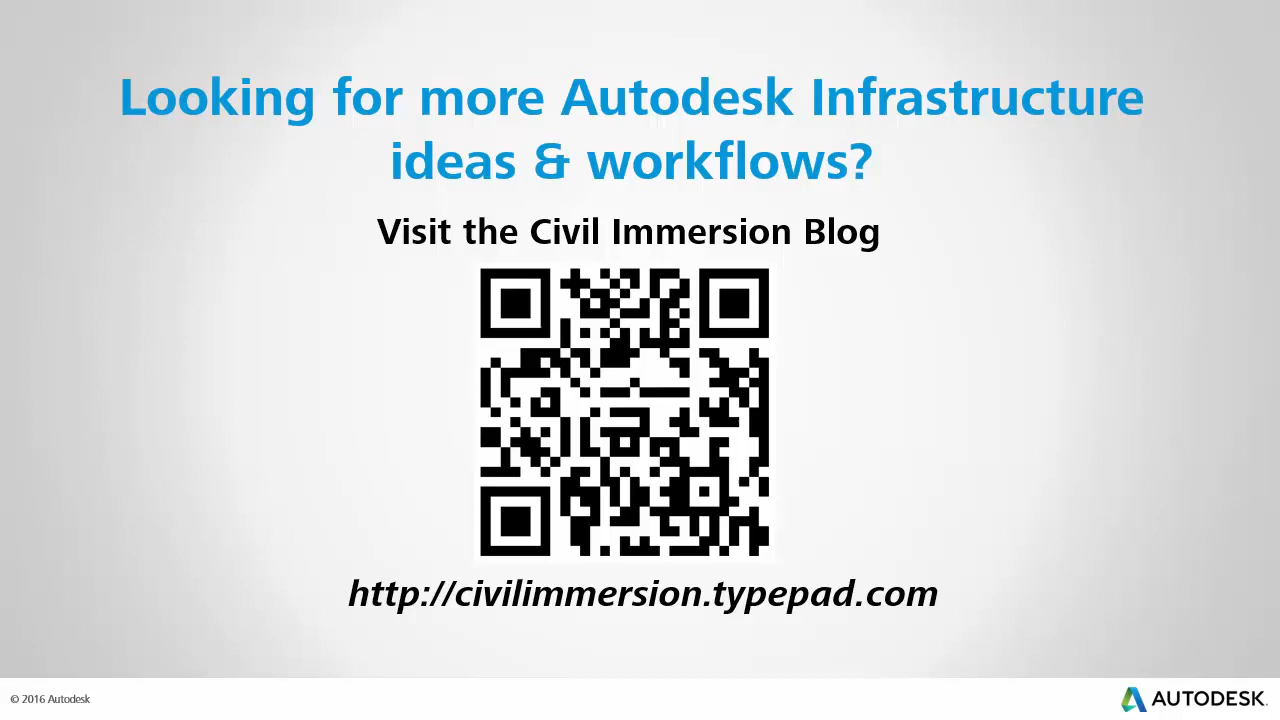 Looking for more Autodesk Infrastructure
ideas & workflows?
Visit the Civil Immersion Blog
http://civilimmersion.typepad.com
© 2016 Autodesk
AUTODESK.